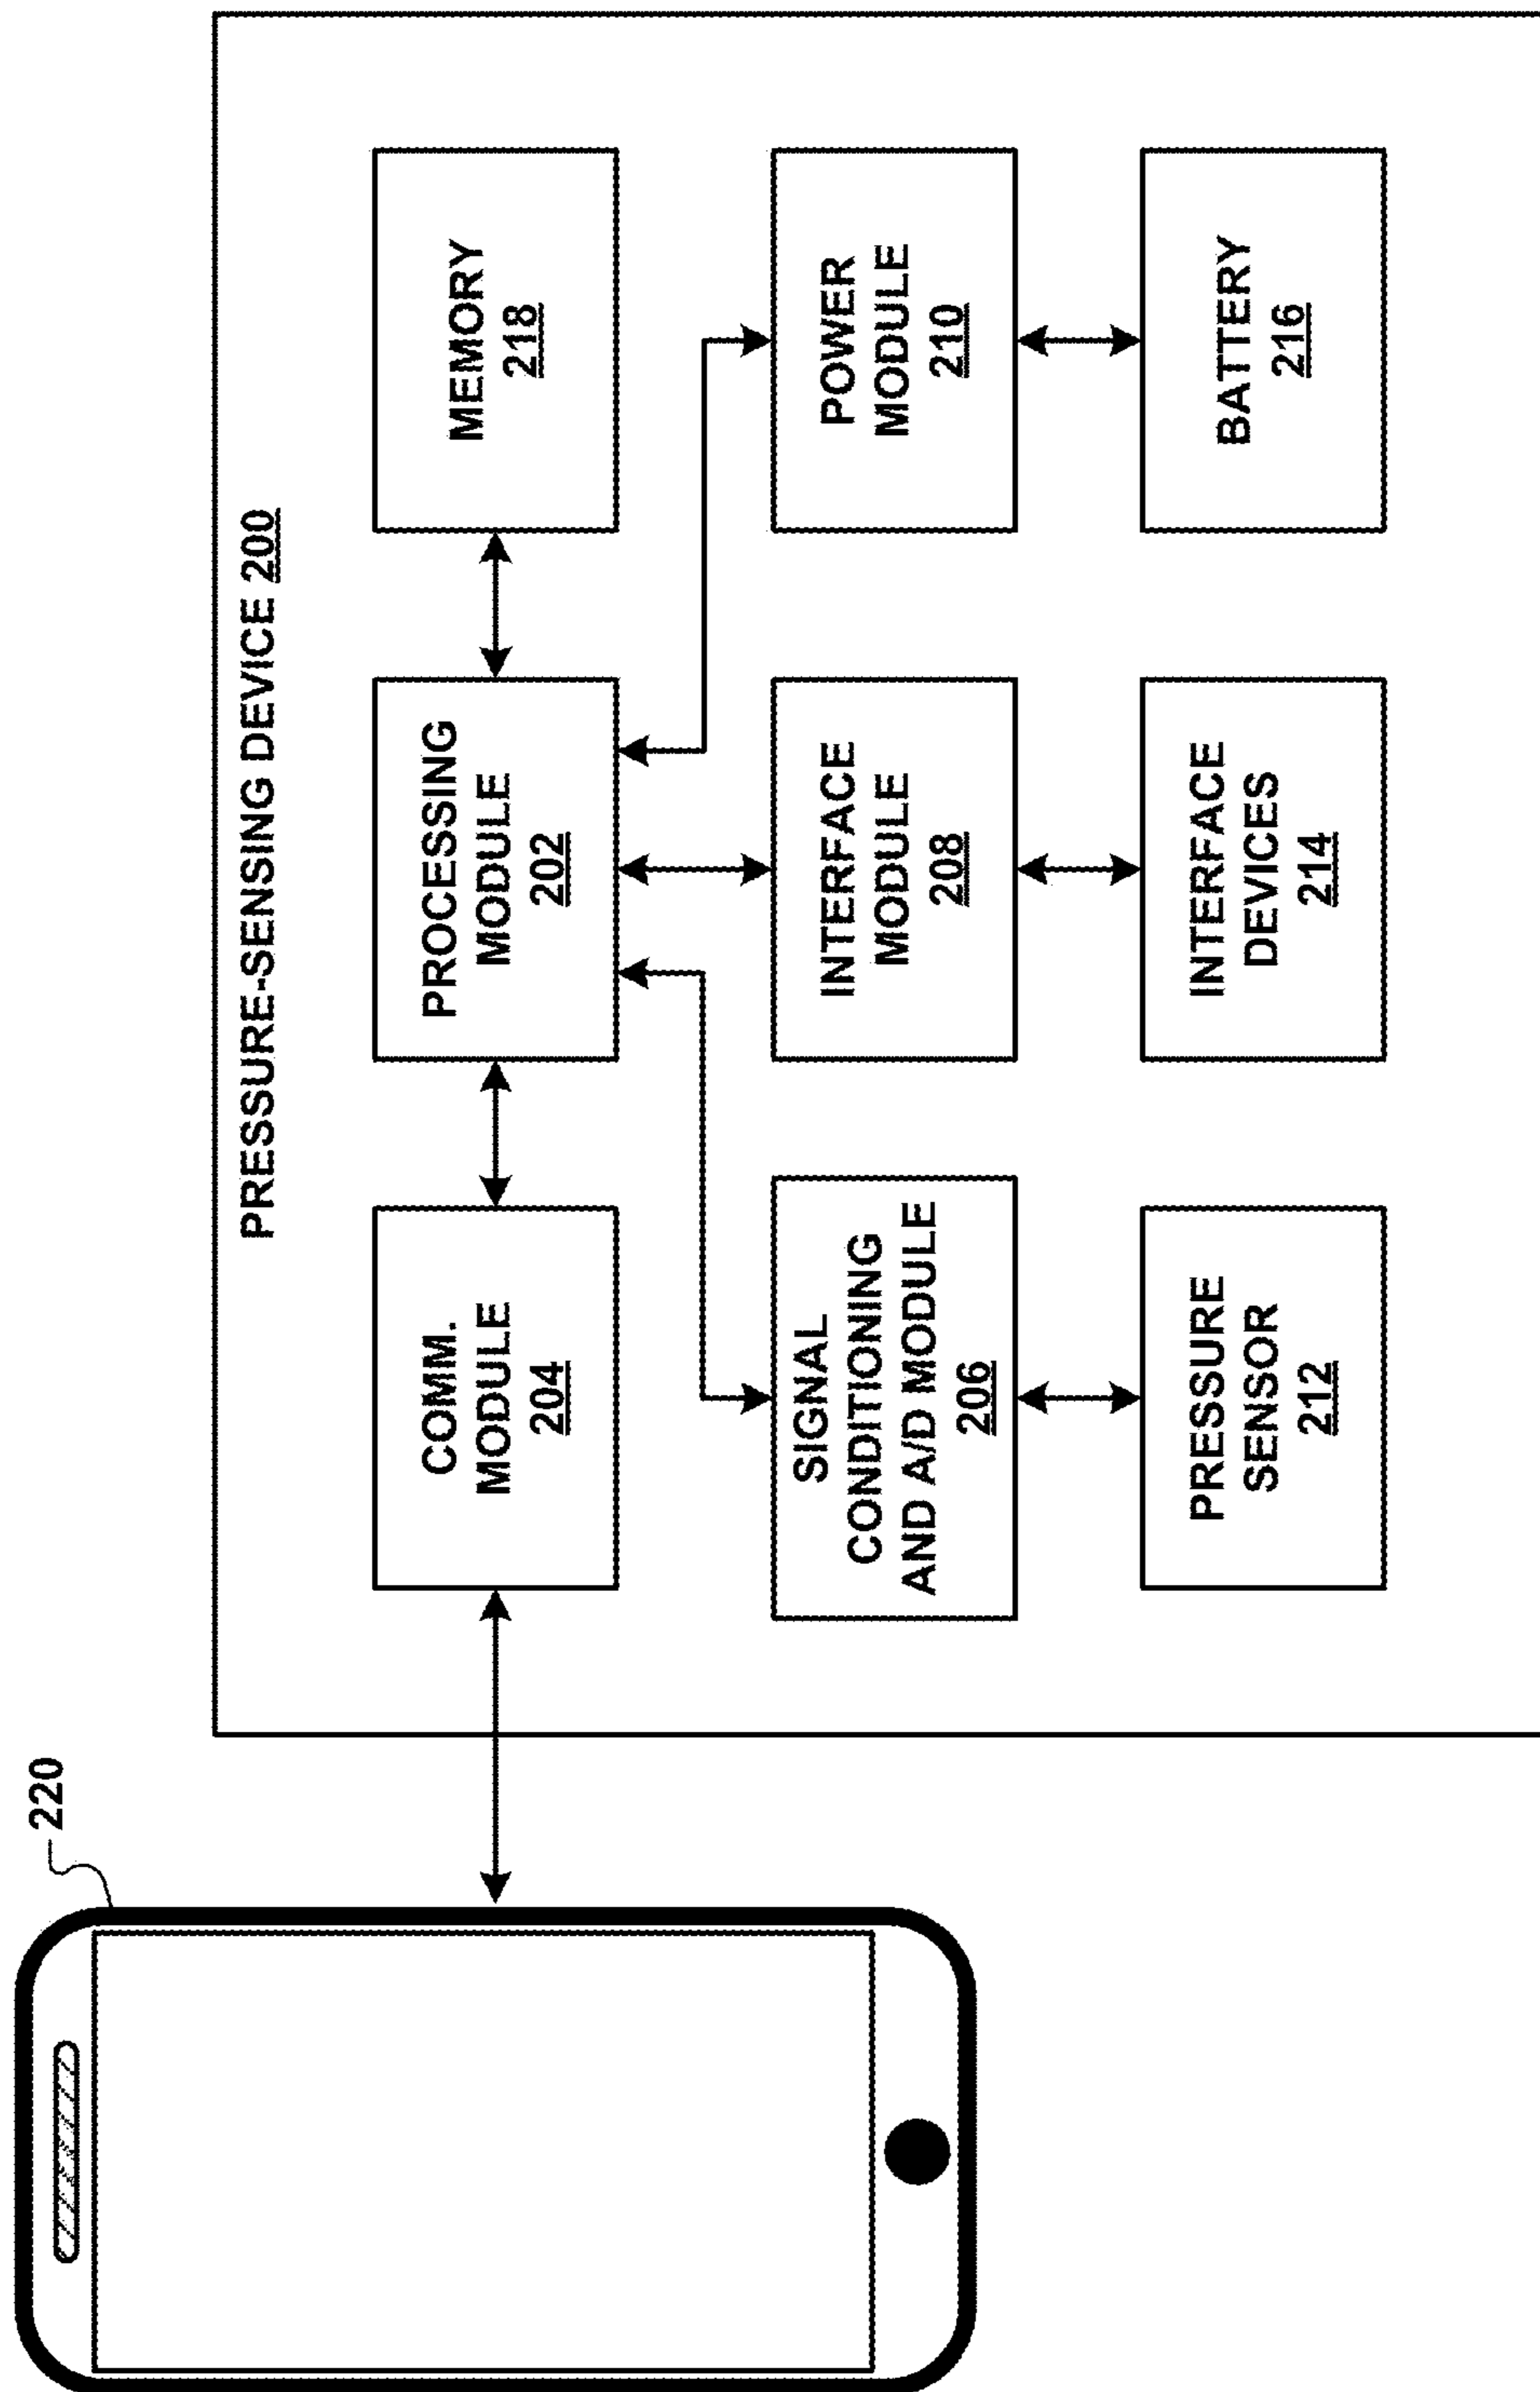 220
PRESSURE-SENSING DEVICE 200
COMM.
MODULE
204
PROCESSING
MODULE
202
MEMORY
218
SIGNAL
CONDITIONING
AND A/D MODULE
206
INTERFACE
MODULE
208
POWER
MODULE
210
PRESSURE
SENSOR
212
INTERFACE
DEVICES
214
BATTERY
216